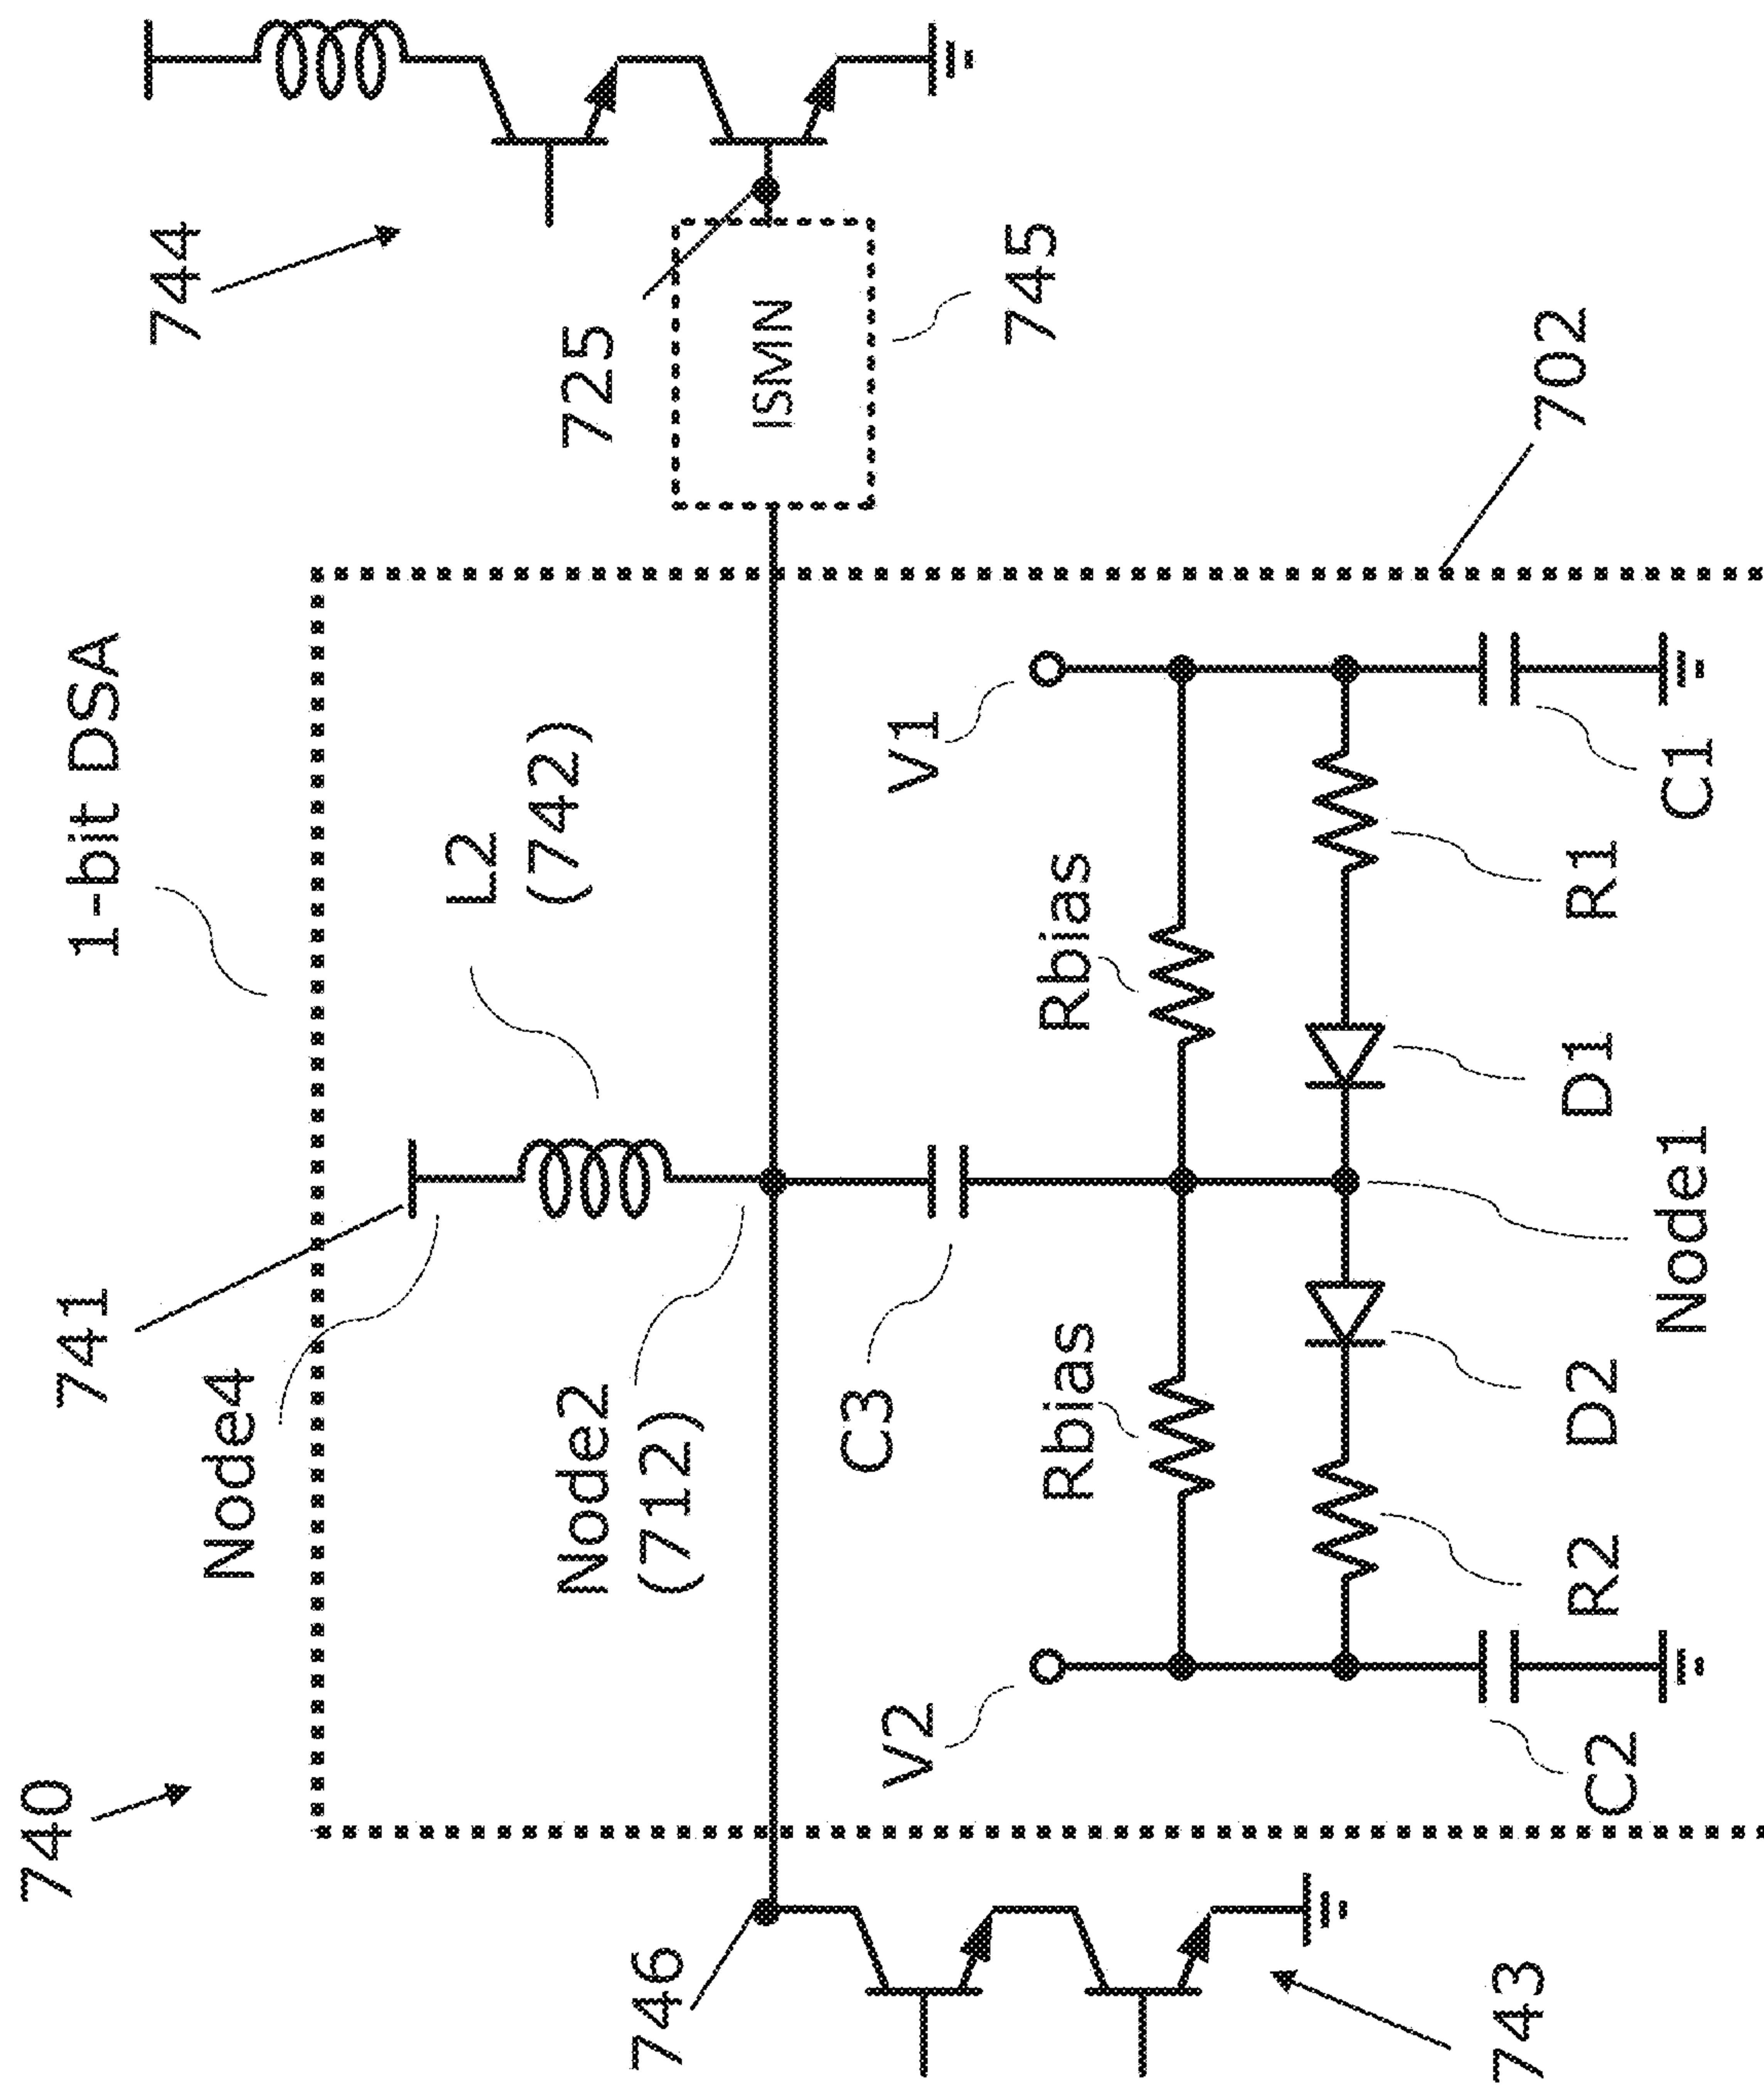 740
1-bit DSA
744
741
Node4
L2
(742)
Node2
(712)
725
ISMN
745
746
C3
V2
V1
Rbias
Rbias
702
743
R2
D2
D1
R1
C2
Node1
C1